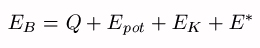 $E_B = Q + E_{pot} + E_K + E^*$